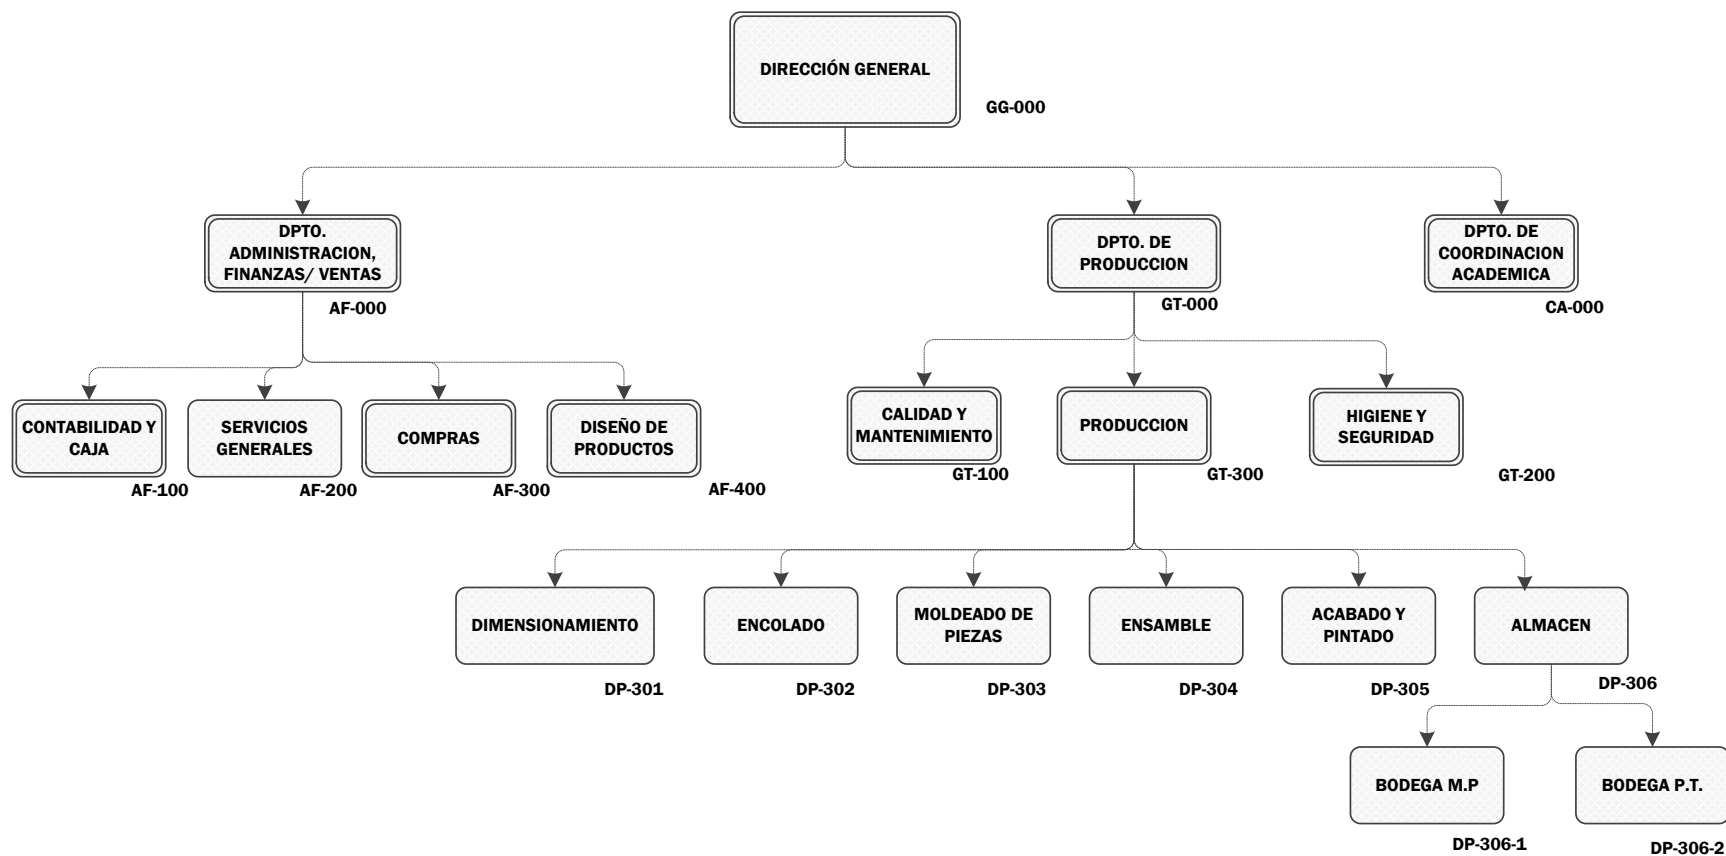 DIRECCIÓN GENERAL
GG-000
DPTO.
ADMINISTRACION,
FINANZAS/ VENTAS
AF-000
DPTO. DE
PRODUCCION
GT-000
DPTO. DE
COORDINACION
ACADEMICA
CA-000
CONTABILIDAD Y
CAJA
AF-100
SERVICIOS
GENERALES
AF-200
COMPRAS
AF-300
DISEÑO DE
PRODUCTOS
AF-400
CALIDAD Y
MANTENIMIENTO
GT-100
PRODUCCION
GT-300
HIGIENE Y
SEGURIDAD
GT-200
DIMENSIONAMIENTO
DP-301
ENCOLADO
DP-302
MOLDEADO DE
PIEZAS
DP-303
ENSAMBLE
DP-304
ACABADO Y
PINTADO
DP-305
ALMACEN
DP-306
BODEGA M.P
DP-306-1
BODEGA P.T.
DP-306-2